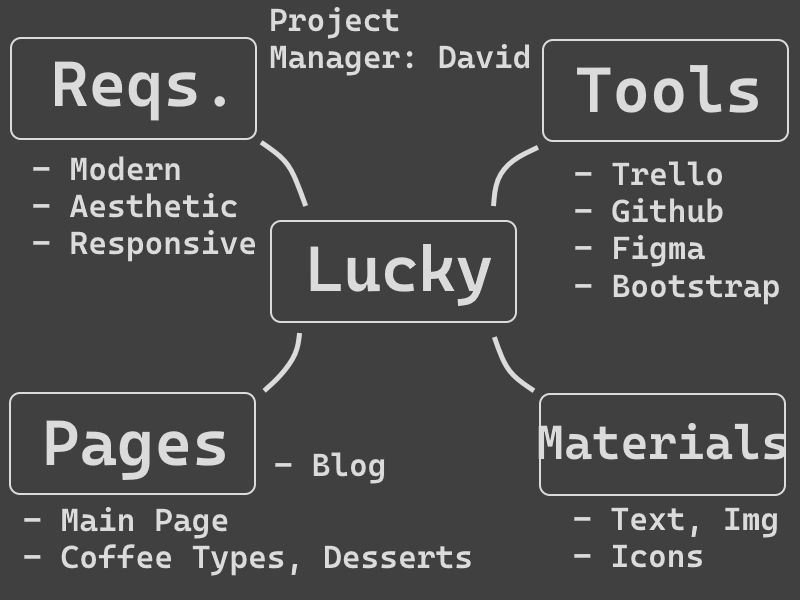 Project
Manager: David
Reqs.
- Modern
- Aesthetic
- Responsive
Tools
- Trello
- Github
- Figma
- Bootstrap
Lucky
Pages
- Blog
- Main Page
- Coffee Types, Desserts
Materials
- Text, Img
- Icons